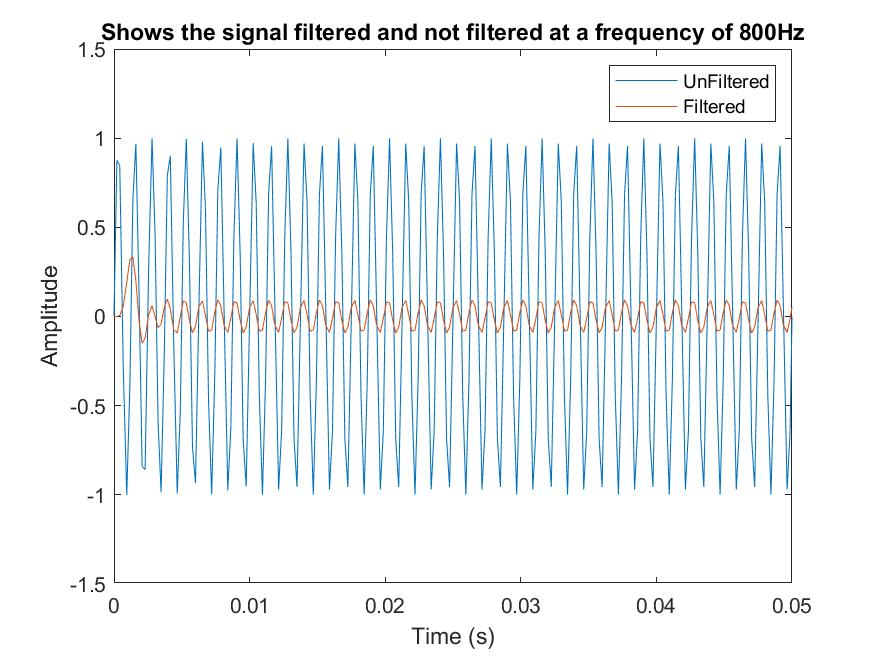 Shows the signal filtered and not filtered at a frequency of 800Hz
1.5
UnFiltered
Filtered
1
0.5
0
-0.5
-1
-1.5
Amplitude
0 0.01 0.02 0.03 0.04 0.05
Time (s)